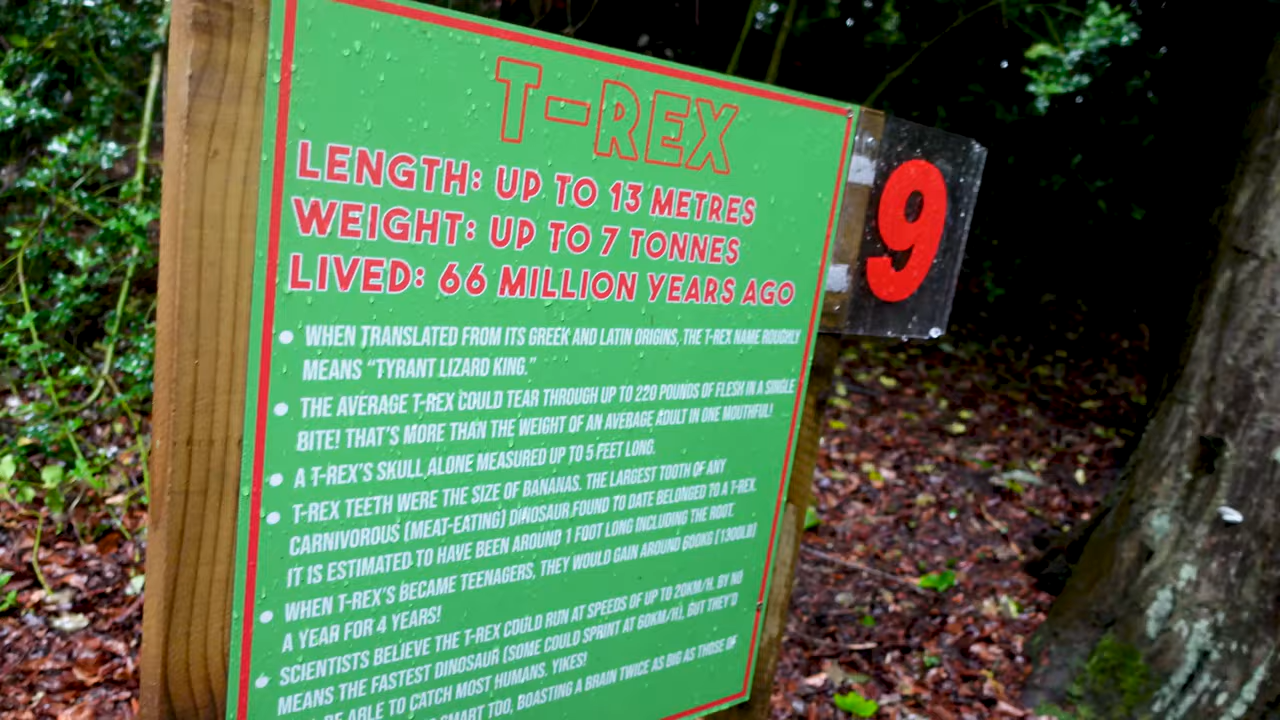 T-REX
LENGTH: UP TO 13 METRES
WEIGHT: UP TO 7 TONNES
LIVED: 66 MILLION YEARS AGO
9
• WHEN TRANSLATED FROM ITS GREEK AND LATIN ORIGINS, THE T-REX NAME ROUGHLY
MEANS “TYRANT LIZARD KING.”
• THE AVERAGE T-REX COULD TEAR THROUGH UP TO 220 POUNDS OF FLESH IN A SINGLE
BITE! THAT'S MORE THAN THE WEIGHT OF AN AVERAGE ADULT IN ONE MOUTHFUL!
• A T-REX'S SKULL ALONE MEASURED UP TO 5 FEET LONG.
• T-REX TEETH WERE THE SIZE OF BANANAS. THE LARGEST TOOTH OF ANY
CARNIVOROUS (MEAT-EATING) DINOSAUR FOUND TO DATE BELONGED TO A T-REX.
IT IS ESTIMATED TO HAVE BEEN AROUND 1 FOOT LONG INCLUDING THE ROOT.
• WHEN T-REX'S BECAME TEENAGERS, THEY WOULD GAIN AROUND 600KG (1300LB)
A YEAR FOR 4 YEARS!
• SCIENTISTS BELIEVE THE T-REX COULD RUN AT SPEEDS OF UP TO 20KM/H. BY NO
MEANS THE FASTEST DINOSAUR (SOME COULD SPRINT AT 60KM/H), BUT THEY'D
BE ABLE TO CATCH MOST HUMANS. YIKES!
SMART TOO, BOASTING A BRAIN TWICE AS BIG AS THOSE OF